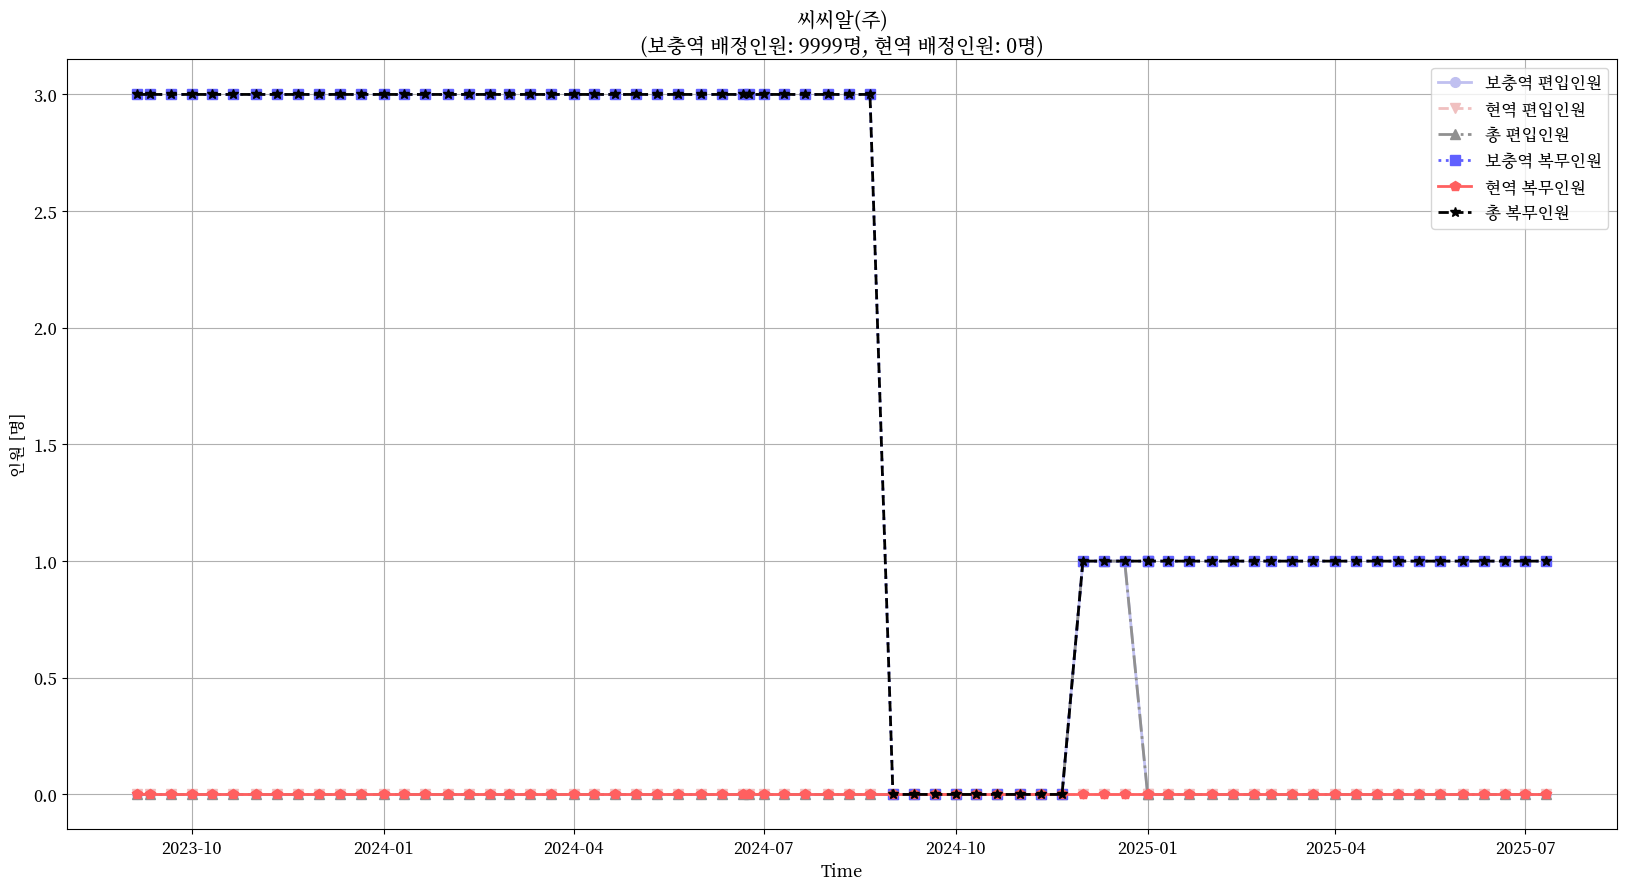 씨씨알(주)
(보충역 배정인원: 9999명, 현역 배정인원: 0명)
보충역 편입인원
현역 편입인원
총 편입인원
보충역 복무인원
현역 복무인원
총 복무인원
인원 [명]
3.0
2.5
2.0
1.5
1.0
0.5
0.0
2023-10 2024-01 2024-04 2024-07 2024-10 2025-01 2025-04 2025-07
Time